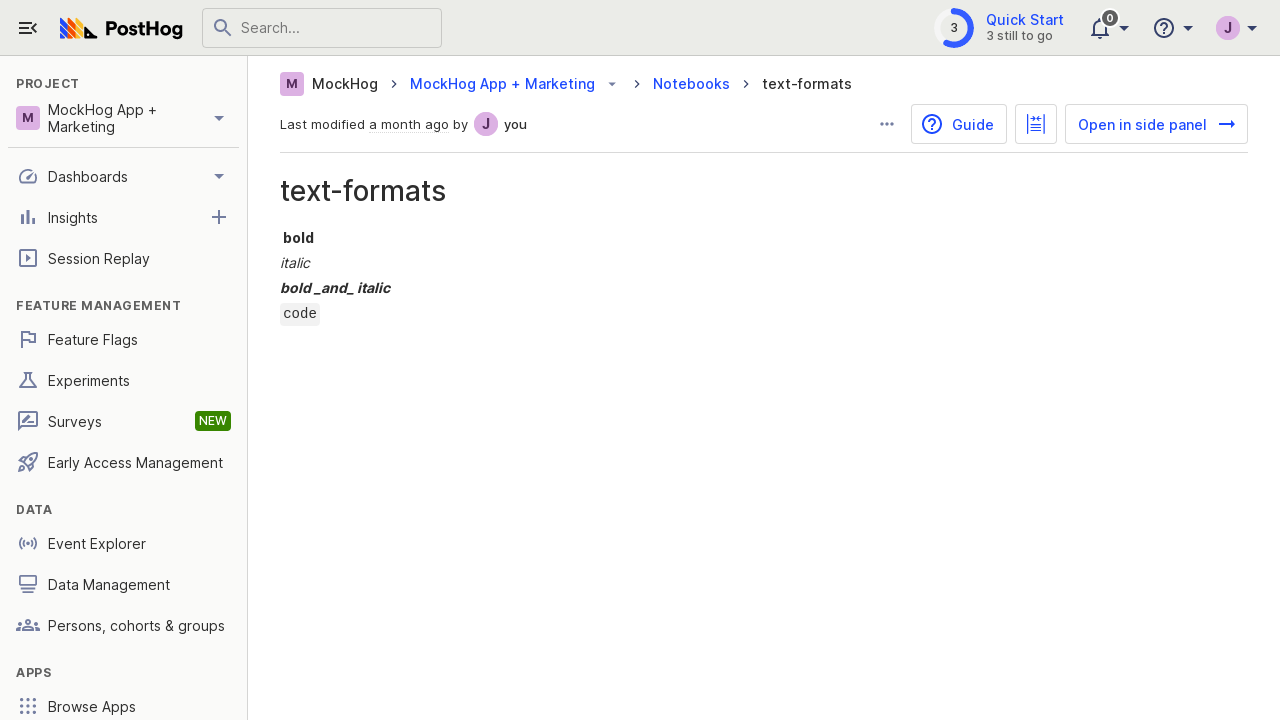 PostHog
Search...
3
Quick Start
3 still to go
0
J
PROJECT
M
MockHog App +
Marketing
Dashboards
Insights
Session Replay
FEATURE MANAGEMENT
Feature Flags
Experiments
Surveys
NEW
Early Access Management
DATA
Event Explorer
Data Management
Persons, cohorts & groups
APPS
Browse Apps
M MockHog > MockHog App + Marketing > Notebooks > text-formats
Last modified a month ago by J you
Guide
Open in side panel
text-formats
bold
italic
bold _and_ italic
code